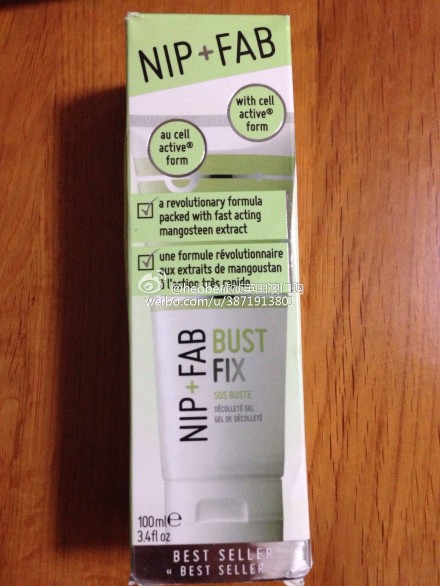 NIP+FAB
with cell
active®
form
au cell
active®
form
a revolutionary formula
packed with fast acting
mangosteen extract
une formule révolutionnaire
aux extraits de mangoustan
à l'action très rapide
weibo.com/u/3871913801
NIP+FAB
BUST
FIX
SOS BUSTE
DÉCOLLETÉ GEL
GEL DE DÉCOLLETÉ
100ml℮
3.4fl oz
BEST SELLER
« BEST SELLER